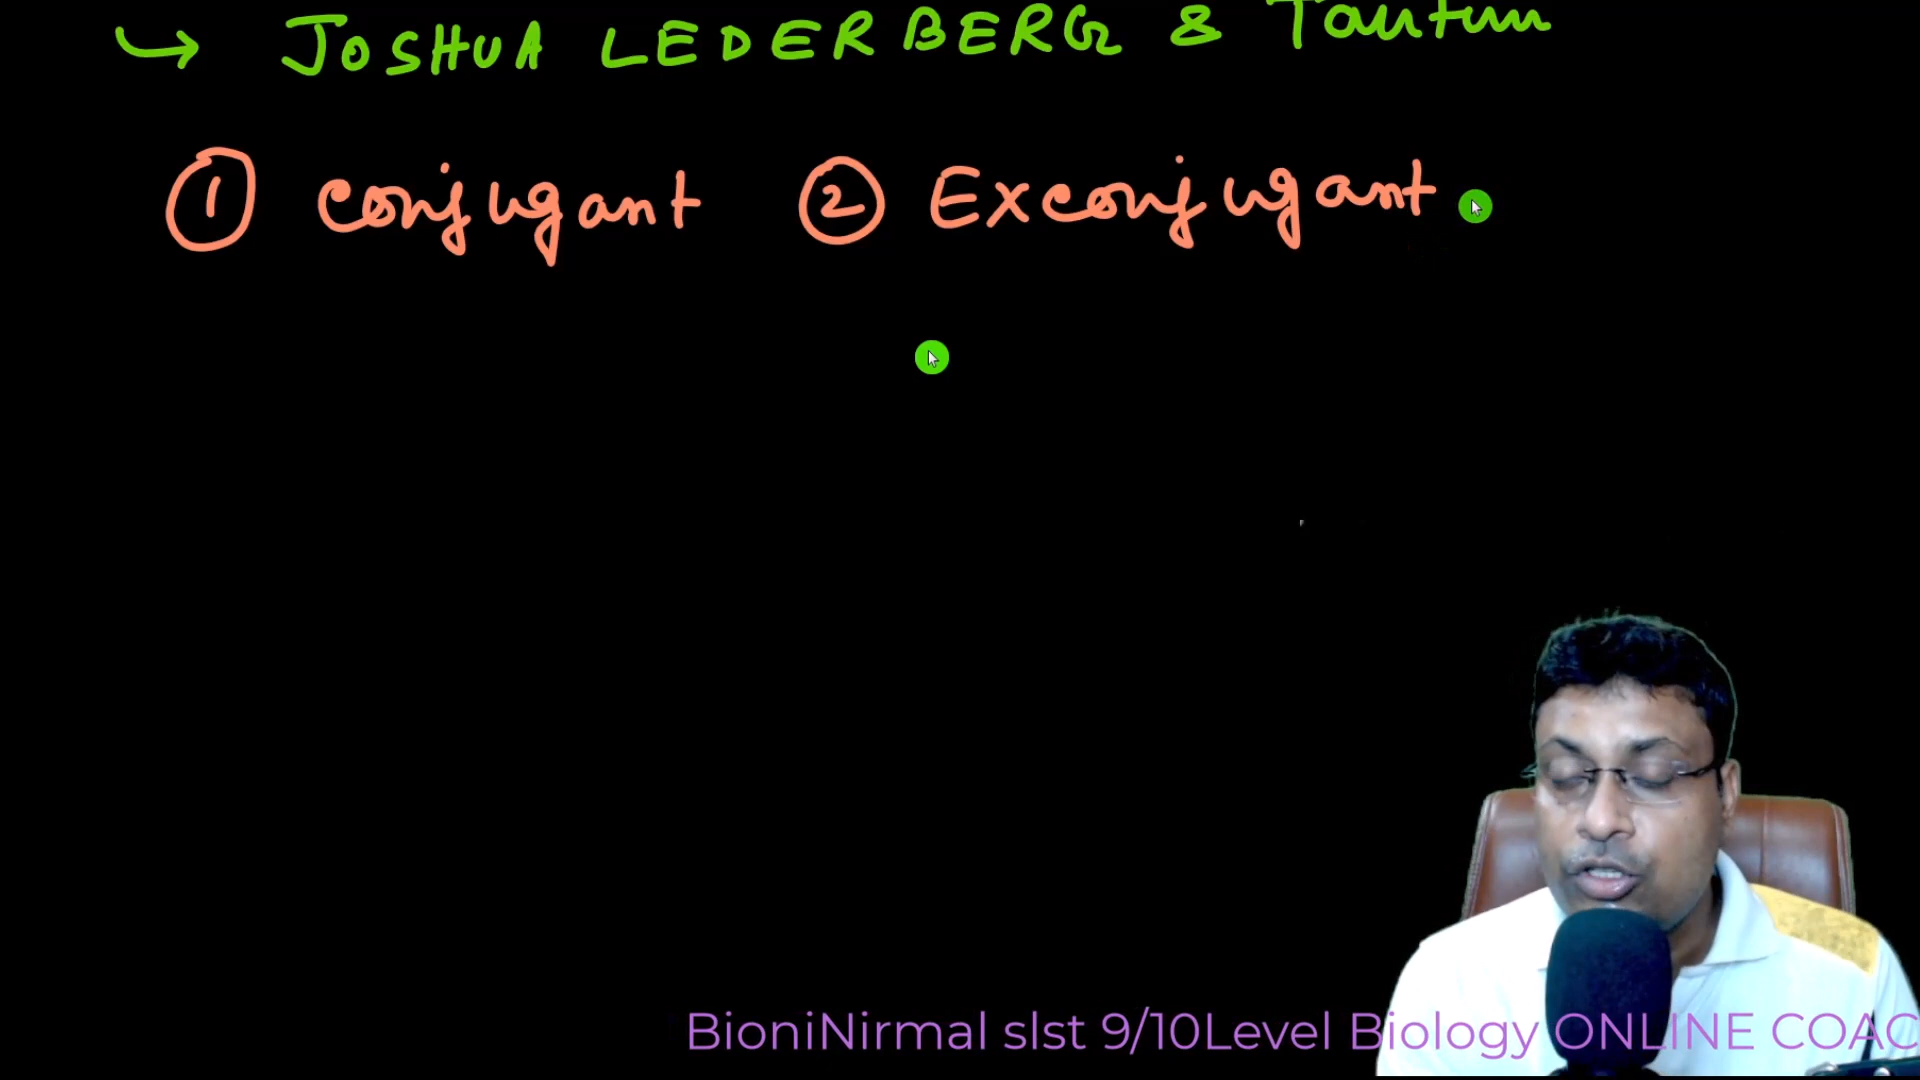 ↪ JOSHUA LEDERBERG & Tautum
① Conjugant ② Exconjugant
BioniNirmal slst 9/10Level Biology ONLINE COAC